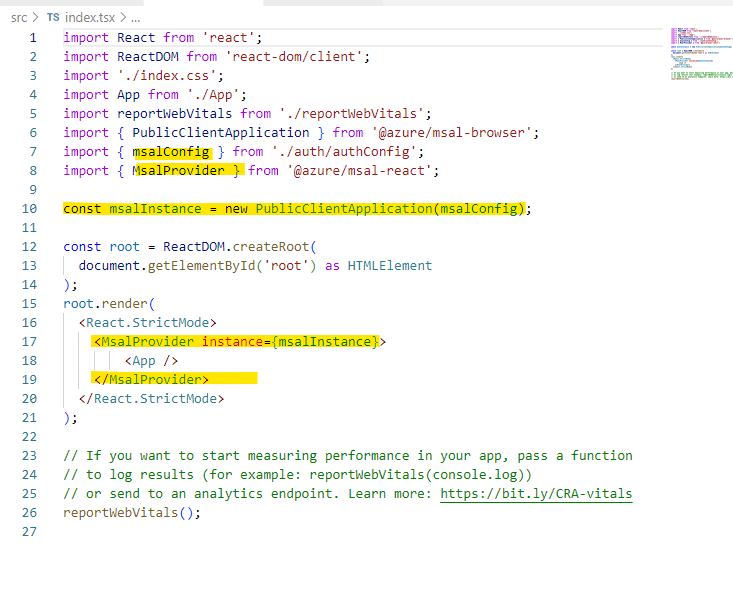 src > TS index.tsx > ...
1 import React from 'react';
2 import ReactDOM from 'react-dom/client';
3 import './index.css';
4 import App from './App';
5 import reportWebVitals from './reportWebVitals';
6 import { PublicClientApplication } from '@azure/msal-browser';
7 import { msalConfig } from './auth/authConfig';
8 import { MsalProvider } from '@azure/msal-react';
9
10 const msalInstance = new PublicClientApplication(msalConfig);
11
12 const root = ReactDOM.createRoot(
13   document.getElementById('root') as HTMLElement
14 );
15 root.render(
16   <React.StrictMode>
17     <MsalProvider instance={msalInstance}>
18         <App />
19     </MsalProvider>
20   </React.StrictMode>
21 );
22
23 // If you want to start measuring performance in your app, pass a function
24 // to log results (for example: reportWebVitals(console.log))
25 // or send to an analytics endpoint. Learn more: https://bit.ly/CRA-vitals
26 reportWebVitals();
27